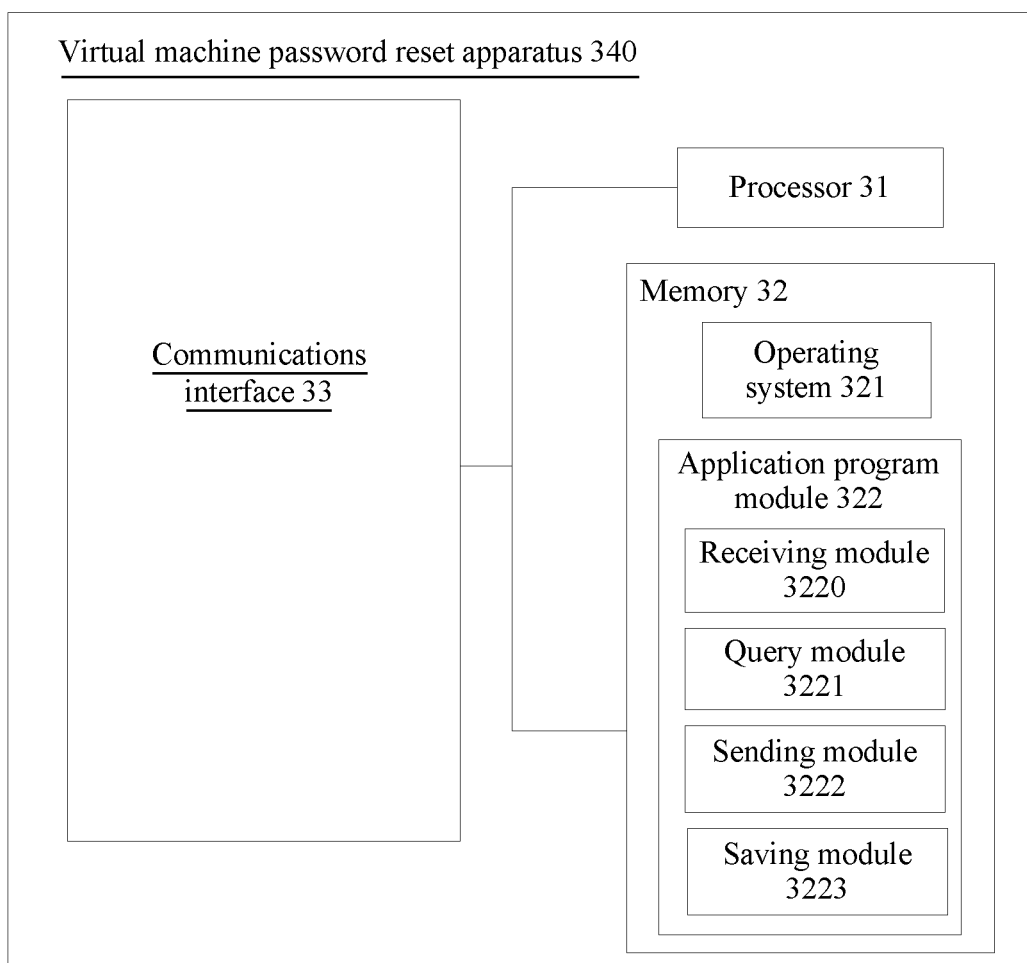 Virtual machine password reset apparatus 340
Communications
interface 33
Processor 31
Memory 32
Operating
system 321
Application program
module 322
Receiving module
3220
Query module
3221
Sending module
3222
Saving module
3223